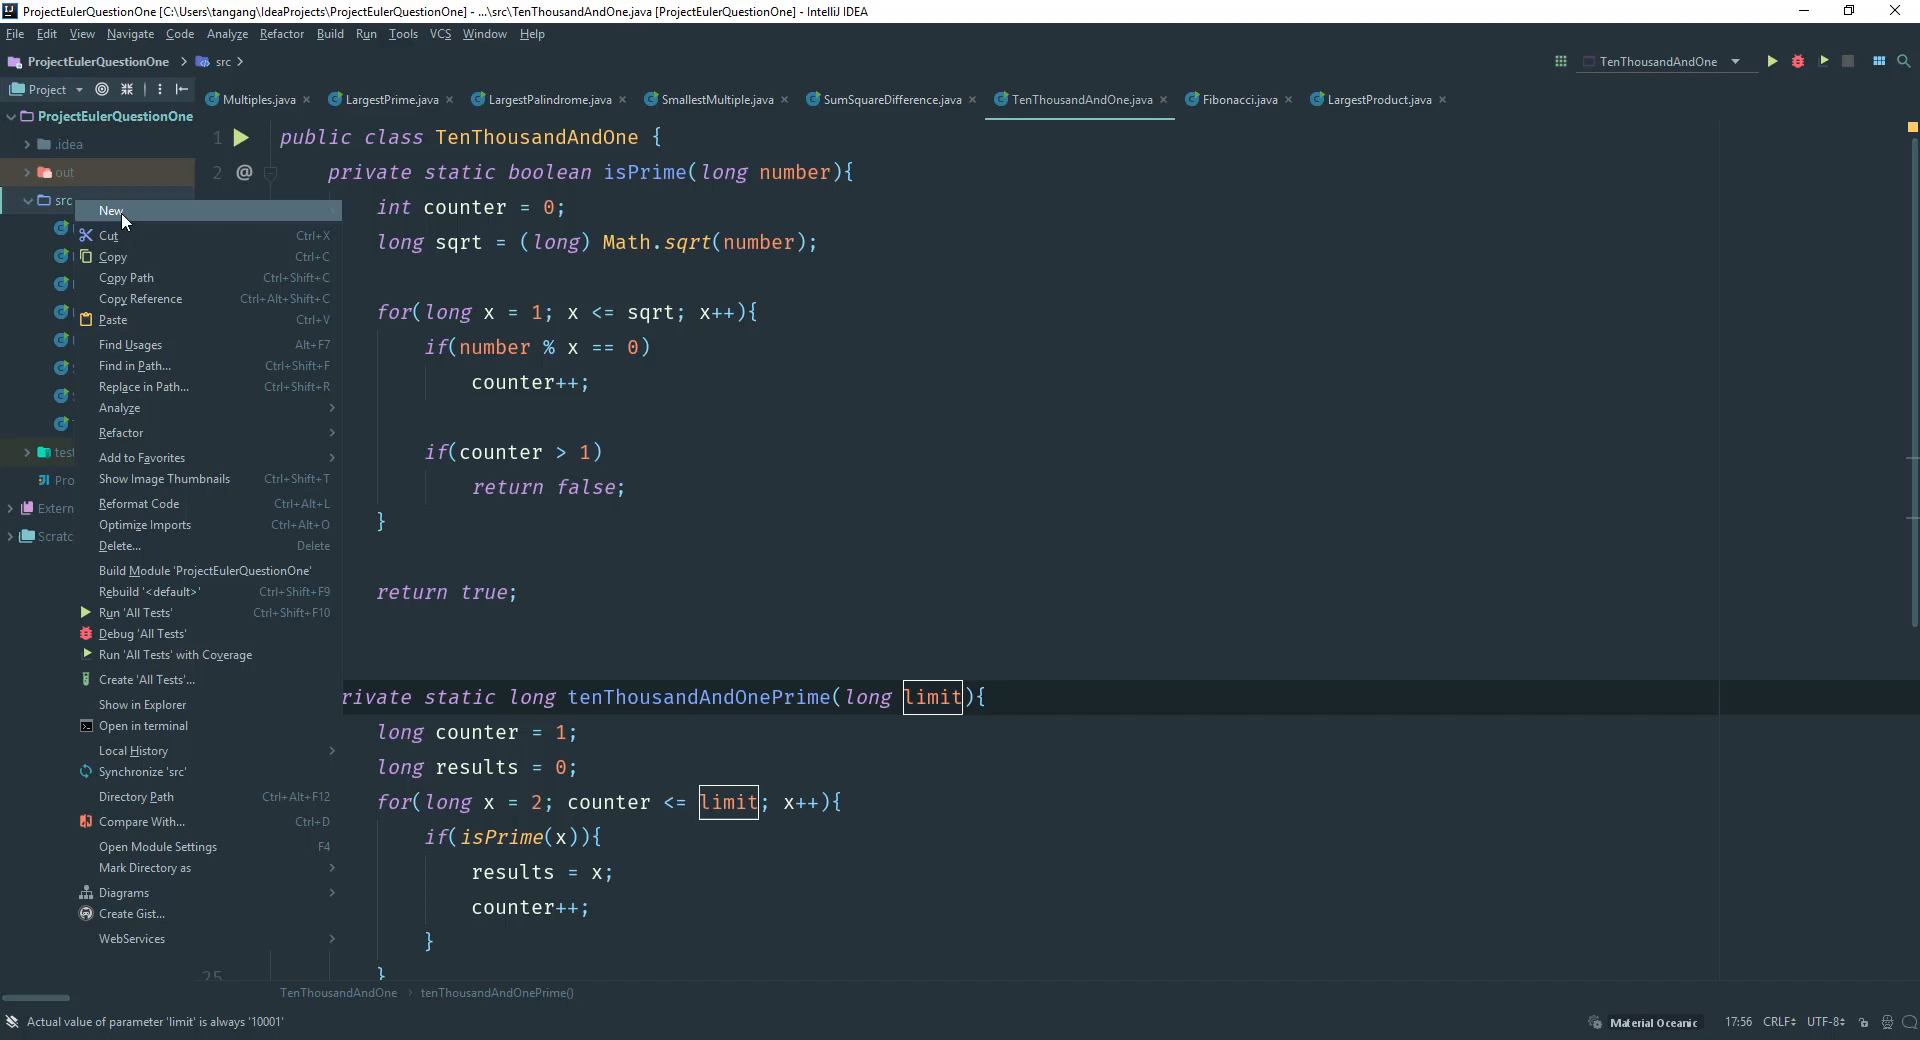 ProjectEulerQuestionOne [C:\Users\tangang\IdeaProjects\ProjectEulerQuestionOne] - ...\src\TenThousandAndOne.java [ProjectEulerQuestionOne] - IntelliJ IDEA
File Edit View Navigate Code Analyze Refactor Build Run Tools VCS Window Help
ProjectEulerQuestionOne src TenThousandAndOne
Project
Multiples.java LargestPrime.java LargestPalindrome.java SmallestMultiple.java SumSquareDifference.java TenThousandAndOne.java Fibonacci.java LargestProduct.java
ProjectEulerQuestionOne
.idea
out
src
test
Pro
Extern
Scratc
New
Cut Ctrl+X
Copy Ctrl+C
Copy Path Ctrl+Shift+C
Copy Reference Ctrl+Alt+Shift+C
Paste Ctrl+V
Find Usages Alt+F7
Find in Path... Ctrl+Shift+F
Replace in Path... Ctrl+Shift+R
Analyze
Refactor
Add to Favorites
Show Image Thumbnails Ctrl+Shift+T
Reformat Code Ctrl+Alt+L
Optimize Imports Ctrl+Alt+O
Delete... Delete
Build Module 'ProjectEulerQuestionOne'
Rebuild '<default>' Ctrl+Shift+F9
Run 'All Tests' Ctrl+Shift+F10
Debug 'All Tests'
Run 'All Tests' with Coverage
Create 'All Tests'...
Show in Explorer
Open in terminal
Local History
Synchronize 'src'
Directory Path Ctrl+Alt+F12
Compare With... Ctrl+D
Open Module Settings F4
Mark Directory as
Diagrams
Create Gist...
WebServices
1 public class TenThousandAndOne {
2 @ private static boolean isPrime(long number){
int counter = 0;
long sqrt = (long) Math.sqrt(number);
for(long x = 1; x <= sqrt; x++){
if(number % x == 0)
counter++;
if(counter > 1)
return false;
}
return true;
rivate static long tenThousandAndOnePrime(long limit){
long counter = 1;
long results = 0;
for(long x = 2; counter <= limit; x++){
if(isPrime(x)){
results = x;
counter++;
}
25 }
TenThousandAndOne > tenThousandAndOnePrime()
Actual value of parameter 'limit' is always '10001'
Material Oceanic 17:56 CRLF UTF-8